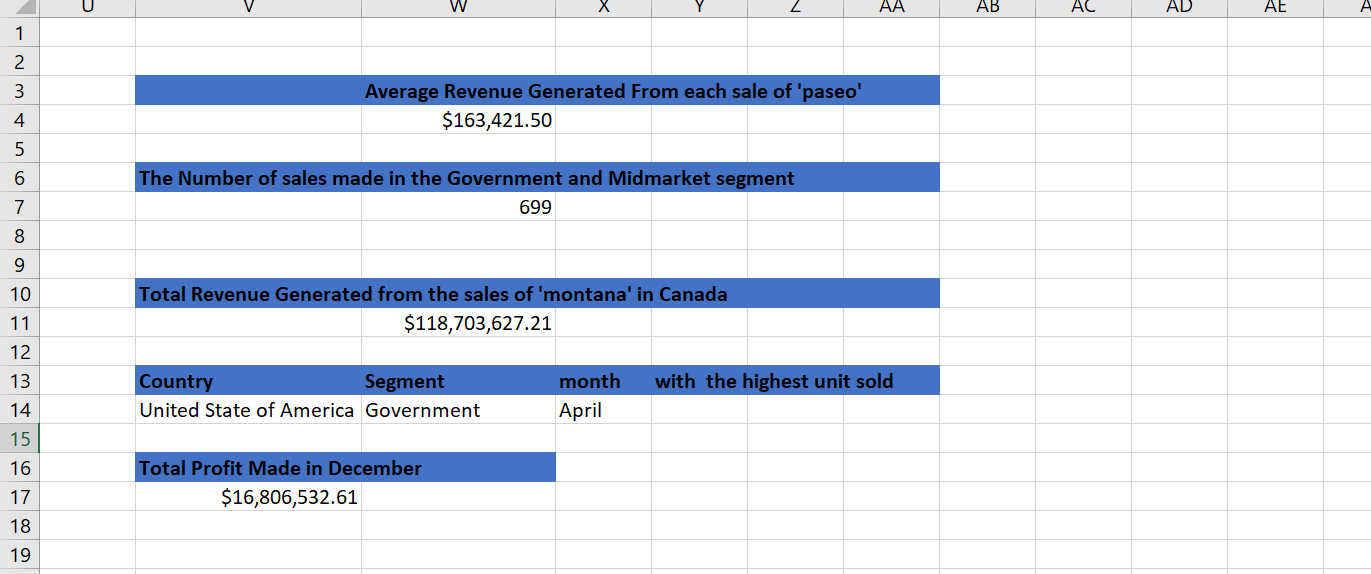 U V W X Y Z AA AB AC AD AE
1
2
3 Average Revenue Generated From each sale of 'paseo'
4 $163,421.50
5
6 The Number of sales made in the Government and Midmarket segment
7 699
8
9
10 Total Revenue Generated from the sales of 'montana' in Canada
11 $118,703,627.21
12
13 Country Segment month with  the highest unit sold
14 United State of America Government April
15
16 Total Profit Made in December
17 $16,806,532.61
18
19